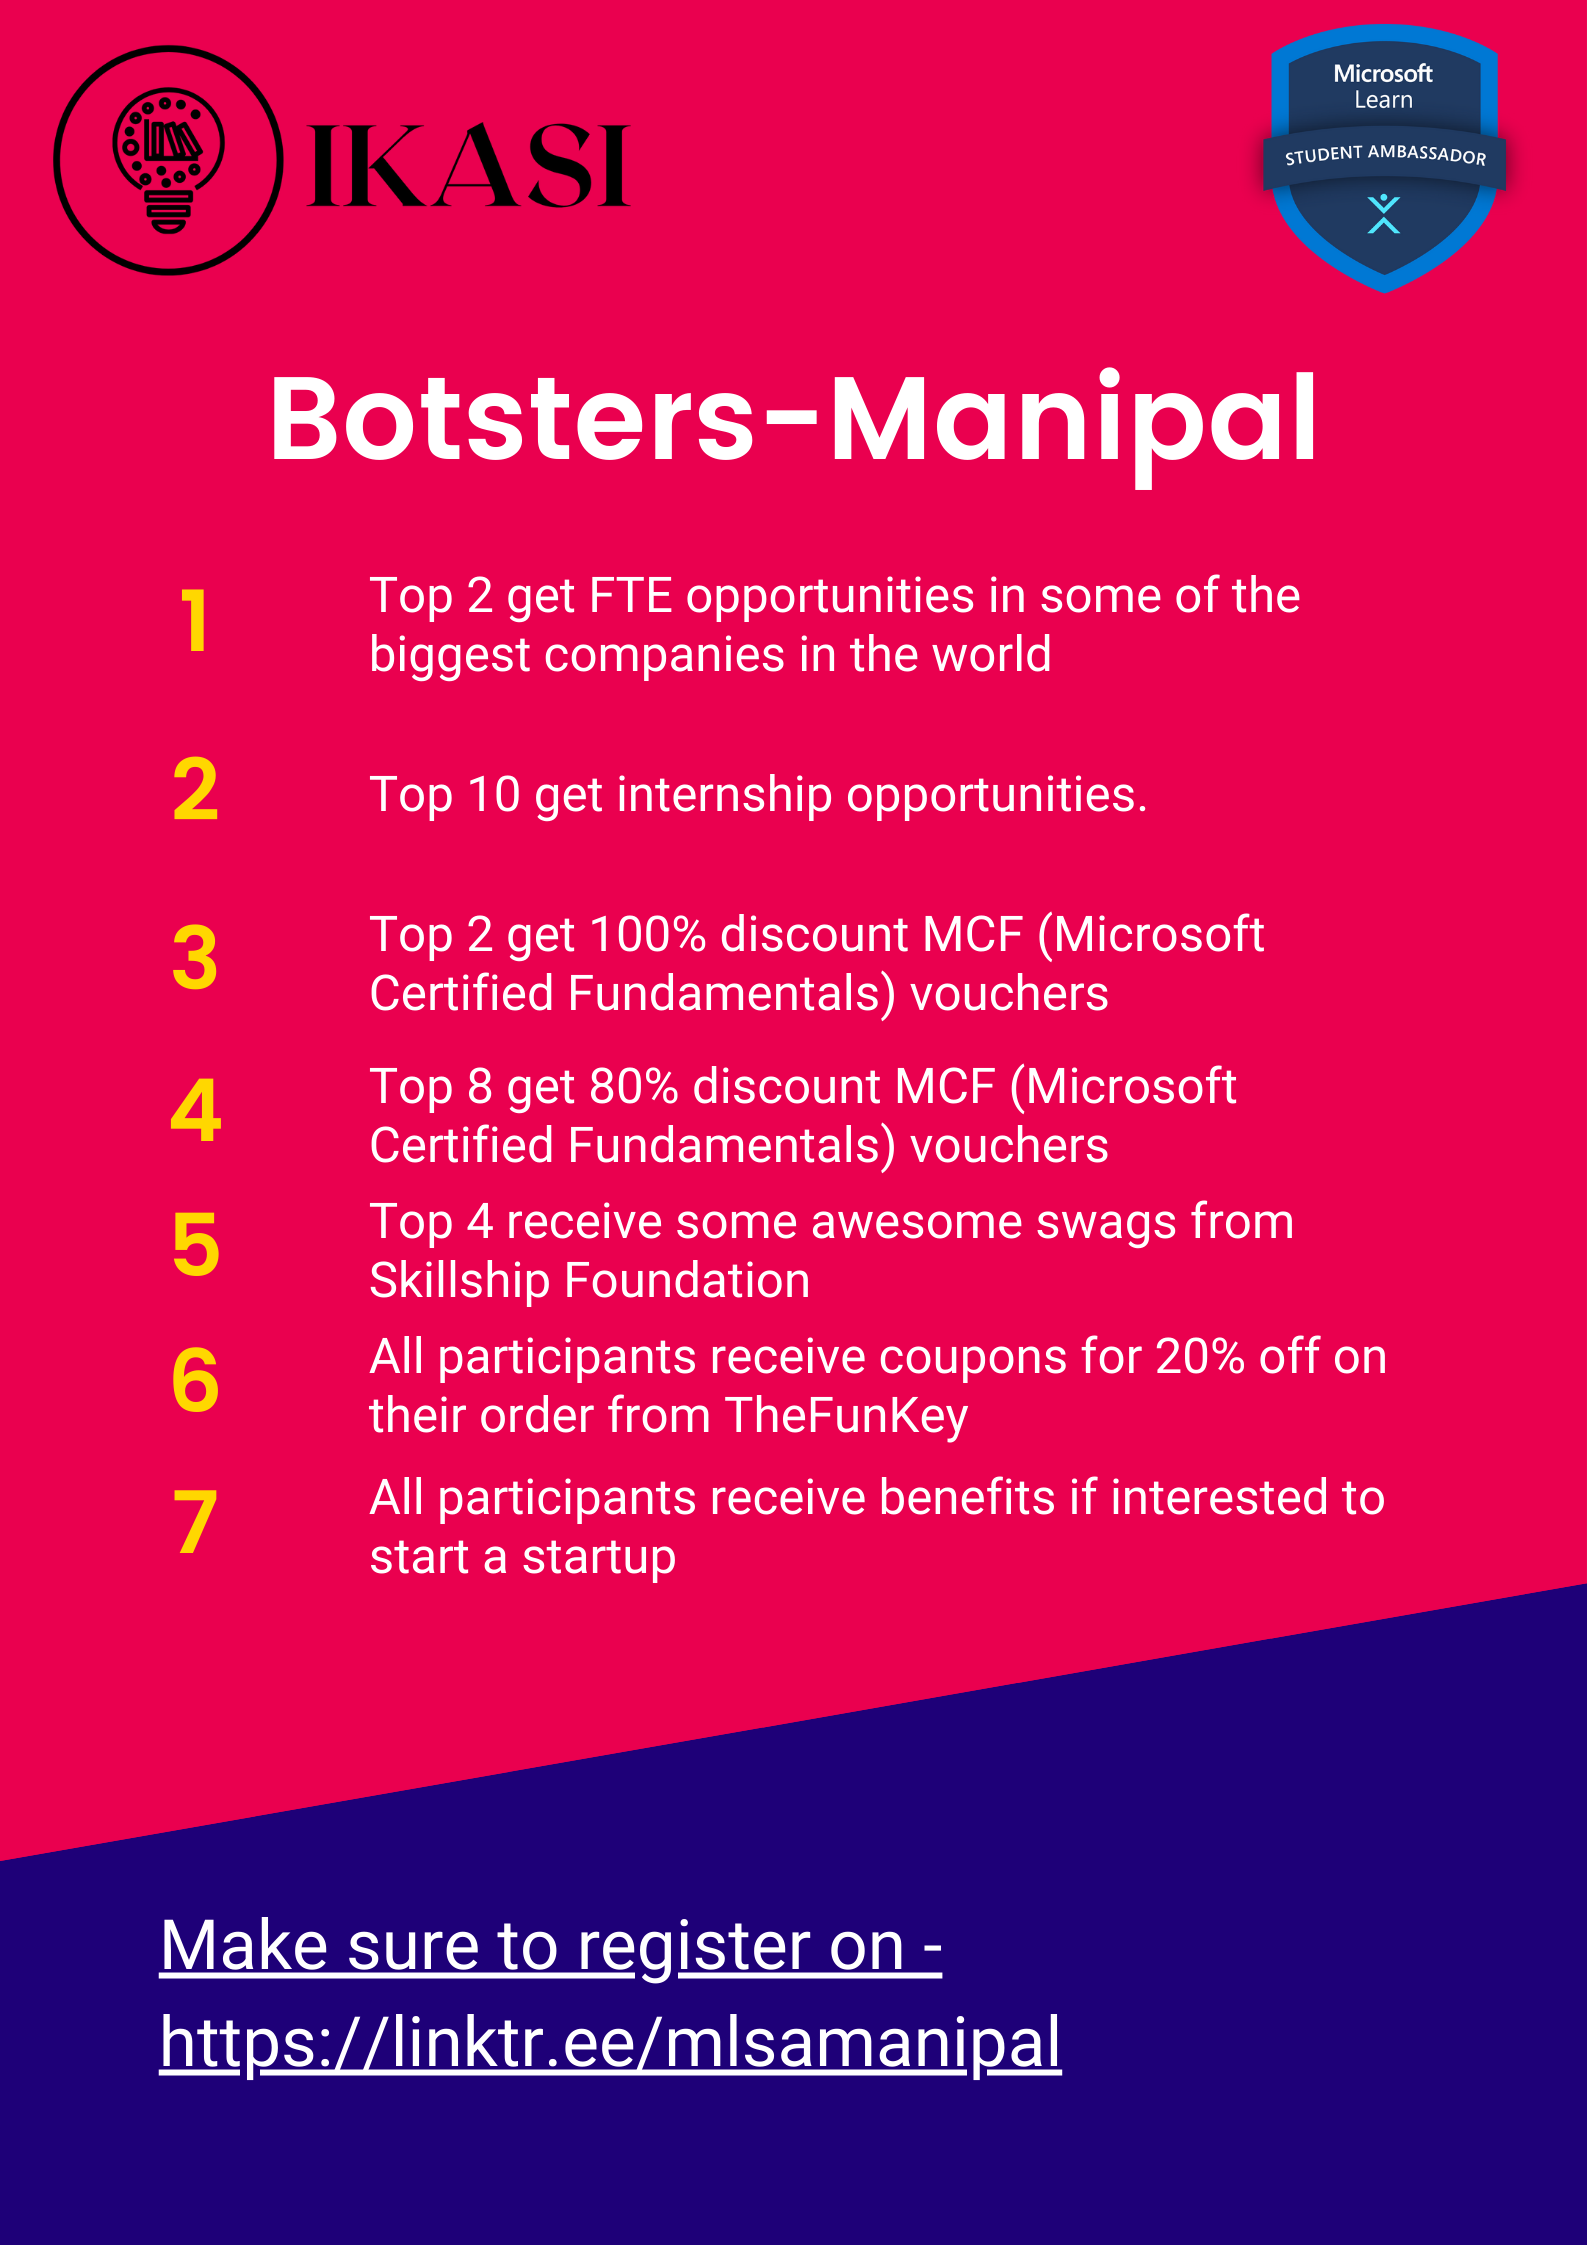 IKASI
Microsoft
Learn
STUDENT AMBASSADOR
Botsters-Manipal
1
Top 2 get FTE opportunities in some of the
biggest companies in the world
2
Top 10 get internship opportunities.
3
Top 2 get 100% discount MCF (Microsoft
Certified Fundamentals) vouchers
4
Top 8 get 80% discount MCF (Microsoft
Certified Fundamentals) vouchers
5
Top 4 receive some awesome swags from
Skillship Foundation
6
All participants receive coupons for 20% off on
their order from TheFunKey
7
All participants receive benefits if interested to
start a startup
Make sure to register on -
https://linktr.ee/mlsamanipal